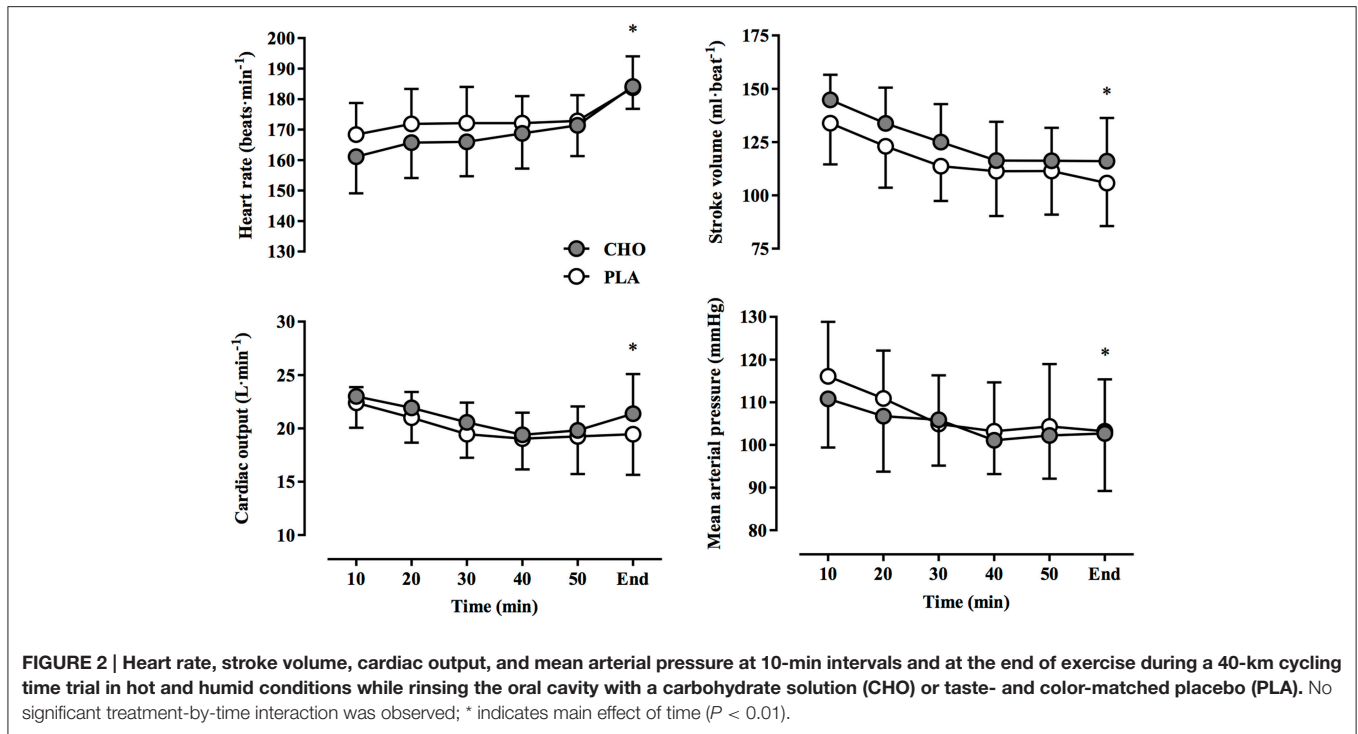 200
190
180
170
160
150
140
130
Heart rate (beats·min⁻¹)
*
CHO
PLA
175
150
125
100
75
Stroke volume (ml·beat⁻¹)
*
30
25
20
15
10
Cardiac output (L·min⁻¹)
*
10 20 30 40 50 End
Time (min)
130
120
110
100
90
80
Mean arterial pressure (mmHg)
*
10 20 30 40 50 End
Time (min)
FIGURE 2 | Heart rate, stroke volume, cardiac output, and mean arterial pressure at 10-min intervals and at the end of exercise during a 40-km cycling
time trial in hot and humid conditions while rinsing the oral cavity with a carbohydrate solution (CHO) or taste- and color-matched placebo (PLA). No
significant treatment-by-time interaction was observed; * indicates main effect of time (P < 0.01).